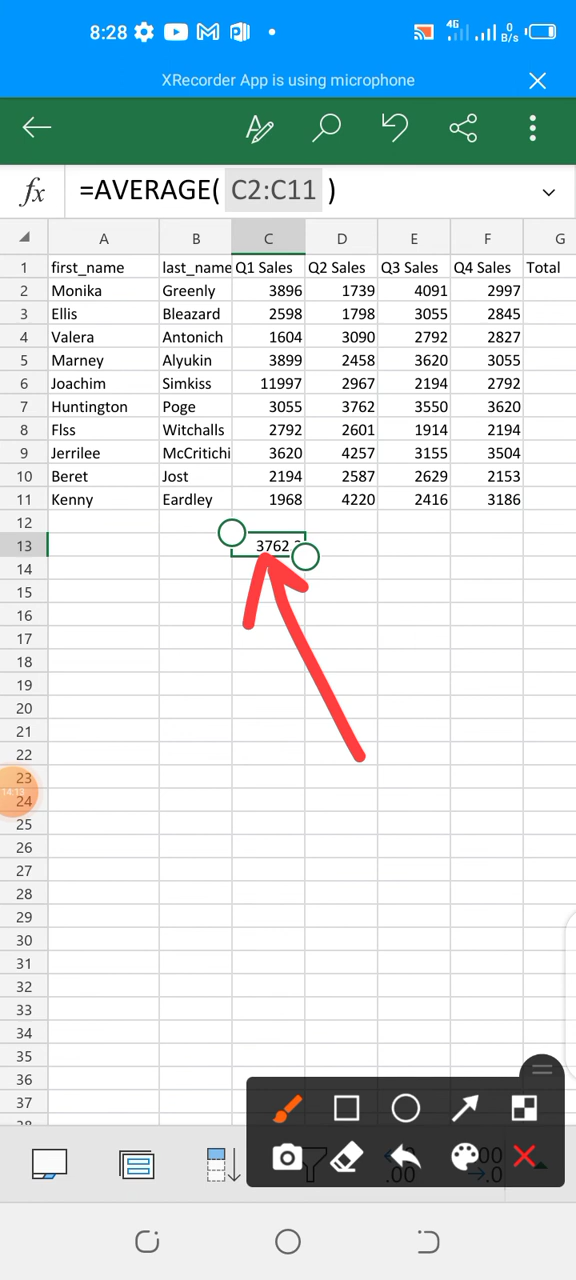 8:28 4G 0 B/s
XRecorder App is using microphone
fx =AVERAGE( C2:C11 )
A B C D E F G
1 first_name last_name Q1 Sales Q2 Sales Q3 Sales Q4 Sales Total
2 Monika Greenly 3896 1739 4091 2997
3 Ellis Bleazard 2598 1798 3055 2845
4 Valera Antonich 1604 3090 2792 2827
5 Marney Alyukin 3899 2458 3620 3055
6 Joachim Simkiss 11997 2967 2194 2792
7 Huntington Poge 3055 3762 3550 3620
8 Flss Witchalls 2792 2601 1914 2194
9 Jerrilee McCritichi 3620 4257 3155 3504
10 Beret Jost 2194 2587 2629 2153
11 Kenny Eardley 1968 4220 2416 3186
12
13 3762
14
15
16
17
18
19
20
21
22
23
14:13
24
25
26
27
28
29
30
31
32
33
34
35
36
37
.00 .0